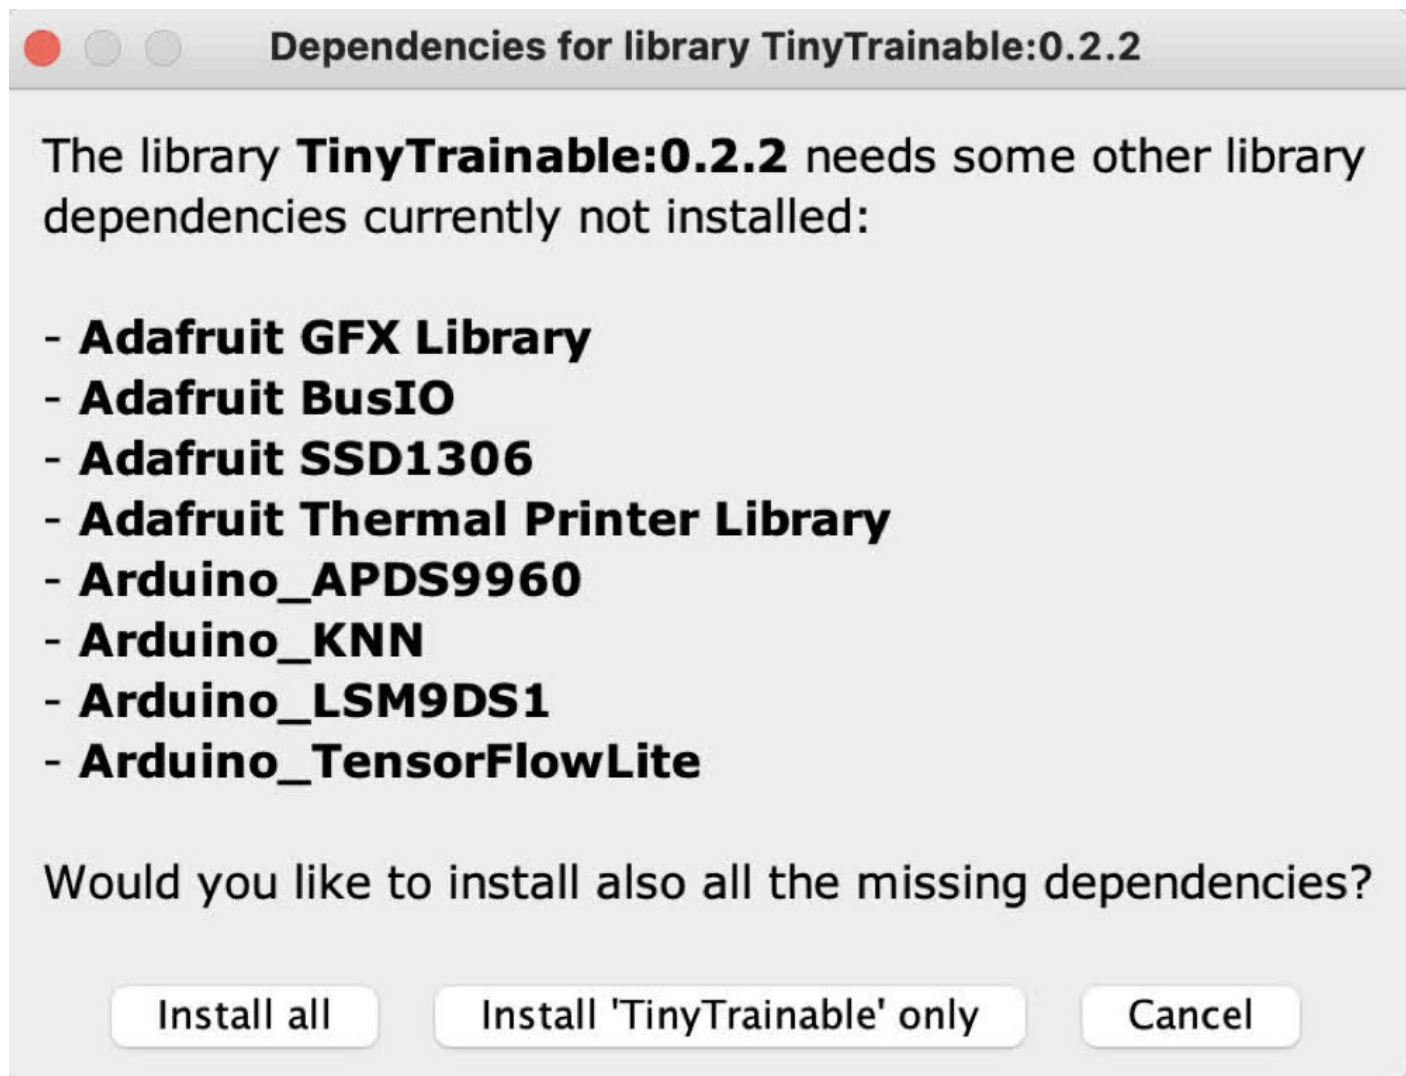 Dependencies for library TinyTrainable:0.2.2
The library TinyTrainable:0.2.2 needs some other library
dependencies currently not installed:
- Adafruit GFX Library
- Adafruit BusIO
- Adafruit SSD1306
- Adafruit Thermal Printer Library
- Arduino_APDS9960
- Arduino_KNN
- Arduino_LSM9DS1
- Arduino_TensorFlowLite
Would you like to install also all the missing dependencies?
Install all
Install 'TinyTrainable' only
Cancel